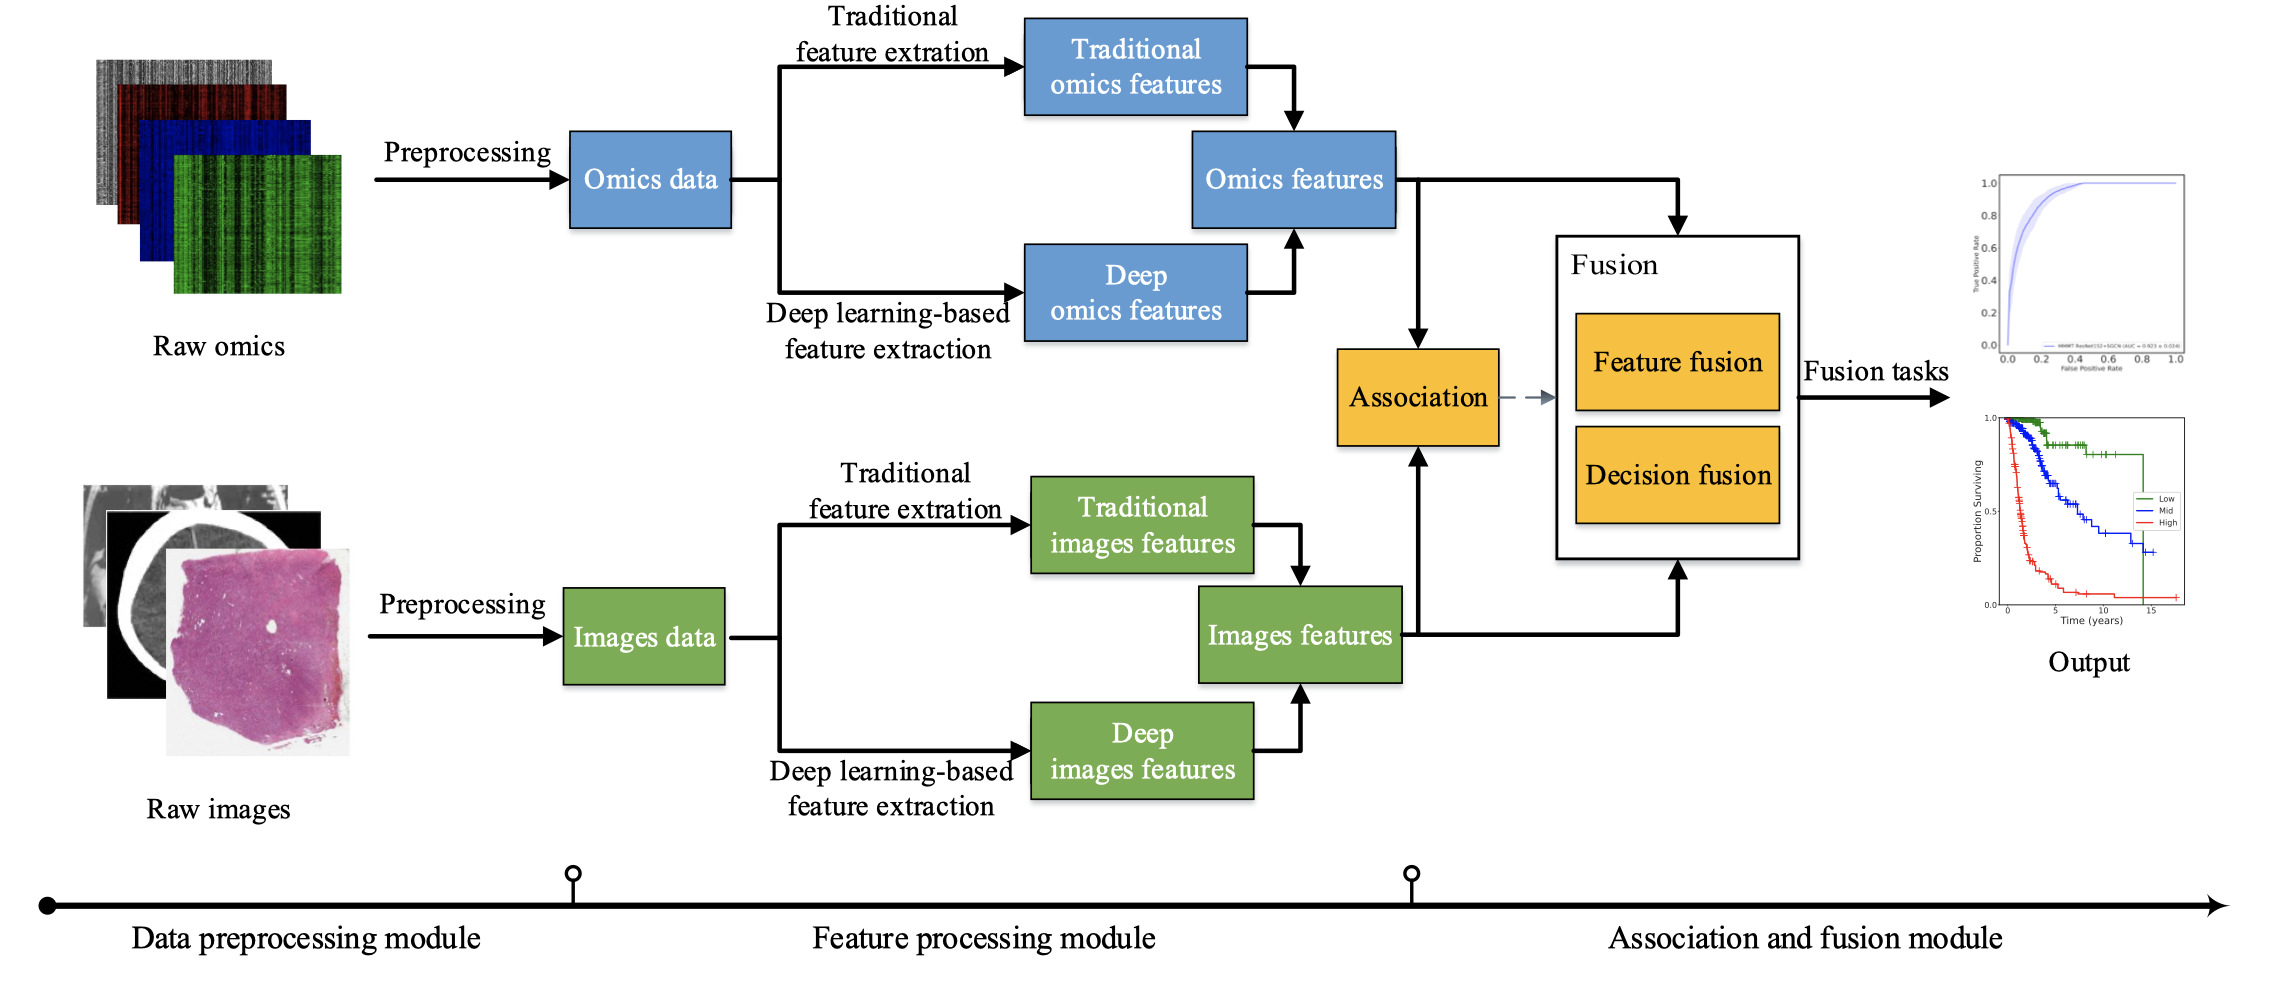 Traditional
feature extration
Traditional
omics features
Preprocessing
Omics data
Omics features
Deep
omics features
Deep learning-based
feature extraction
Raw omics
Fusion
Feature fusion
Decision fusion
Association
Fusion tasks
1.0
0.8
0.6
0.4
0.2
0.0
True Positive Rate
0.0 0.2 0.4 0.6 0.8 1.0
False Positive Rate
1.0
0.5
0.0
Proportion Surviving
Low
Mid
High
0 5 10 15
Time (years)
Output
Traditional
feature extration
Traditional
images features
Preprocessing
Images data
Images features
Deep
images features
Deep learning-based
feature extraction
Raw images
Data preprocessing module
Feature processing module
Association and fusion module